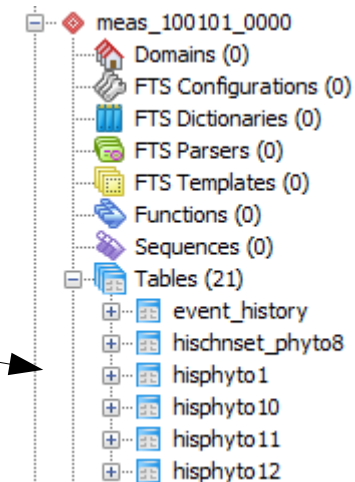 meas_100101_0000
Domains (0)
FTS Configurations (0)
FTS Dictionaries (0)
FTS Parsers (0)
FTS Templates (0)
Functions (0)
Sequences (0)
Tables (21)
event_history
hischnset_phyto8
hisphyto1
hisphyto10
hisphyto11
hisphyto12